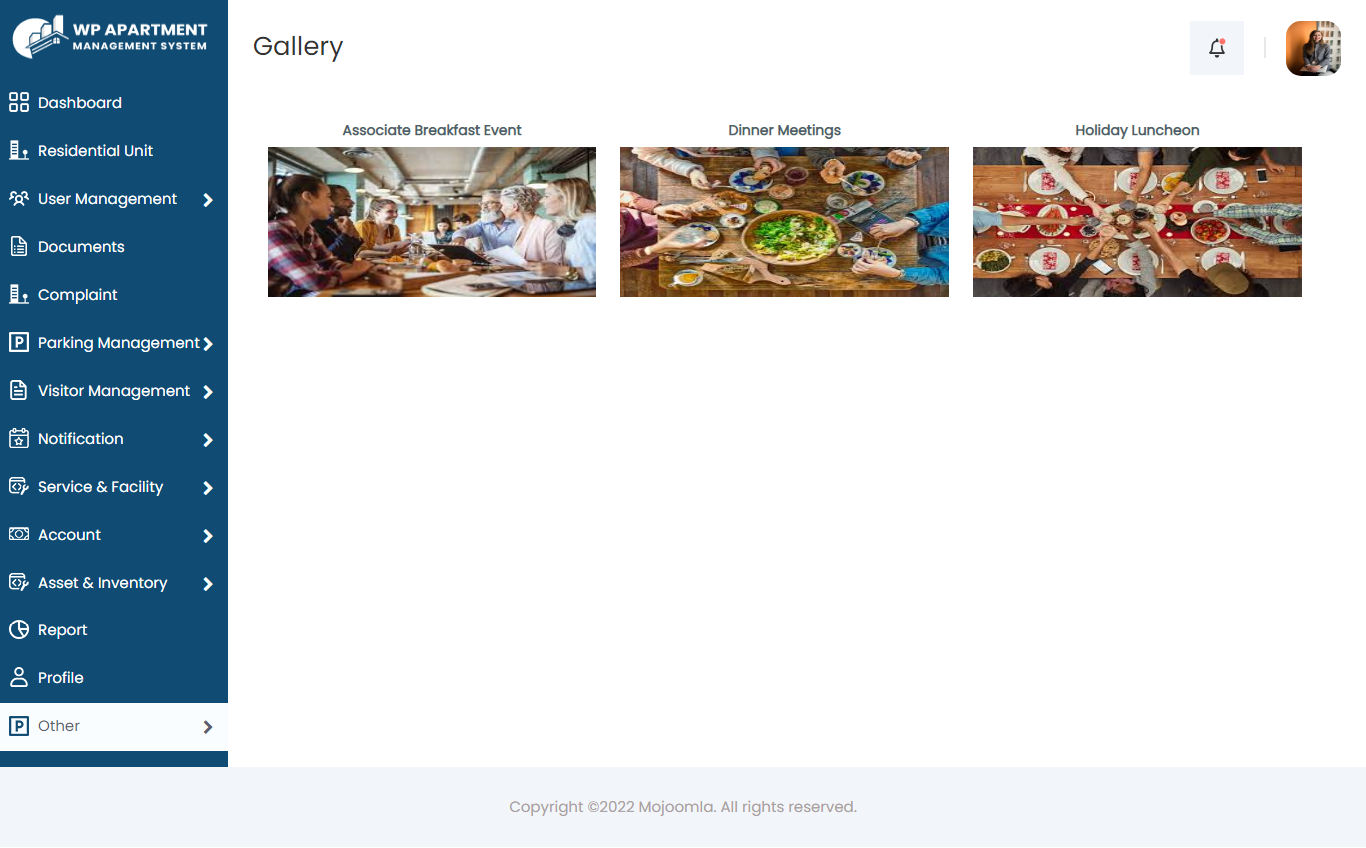 WP APARTMENT
MANAGEMENT SYSTEM
Dashboard
Residential Unit
User Management
Documents
Complaint
P Parking Management
Visitor Management
Notification
Service & Facility
Account
Asset & Inventory
Report
Profile
P Other
Gallery
Associate Breakfast Event
Dinner Meetings
Holiday Luncheon
Copyright ©2022 Mojoomla. All rights reserved.